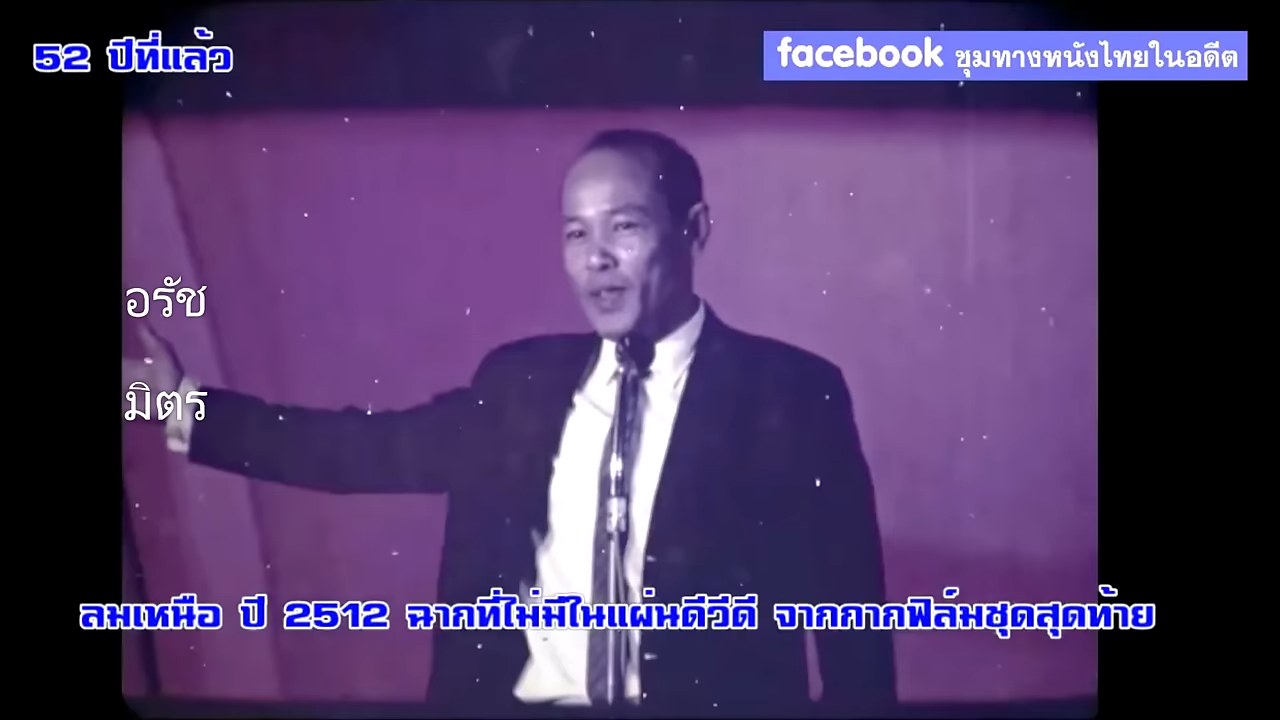 52 ปีที่แล้ว
facebook ชุมทางหนังไทยในอดีต
อรัช
มิตร
ลมเหนือ ปี 2512 ฉากที่ไม่มีในแผ่นดีวีดี จากกากฟิล์มชุดสุดท้าย